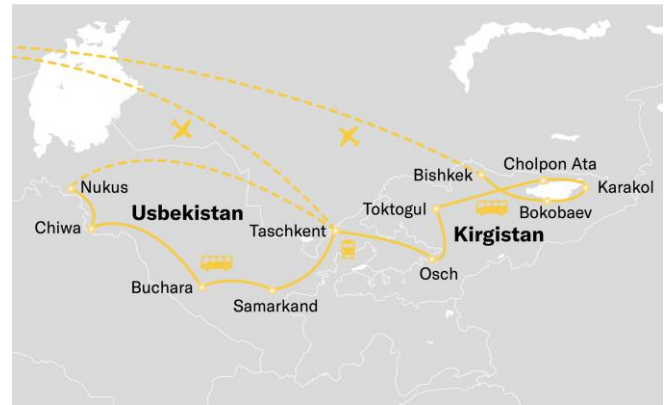 Nukus
Usbekistan
Chiwa
Buchara
Samarkand
Taschkent
Bishkek
Cholpon Ata
Karakol
Toktogul
Bokobaev
Kirgistan
Osch